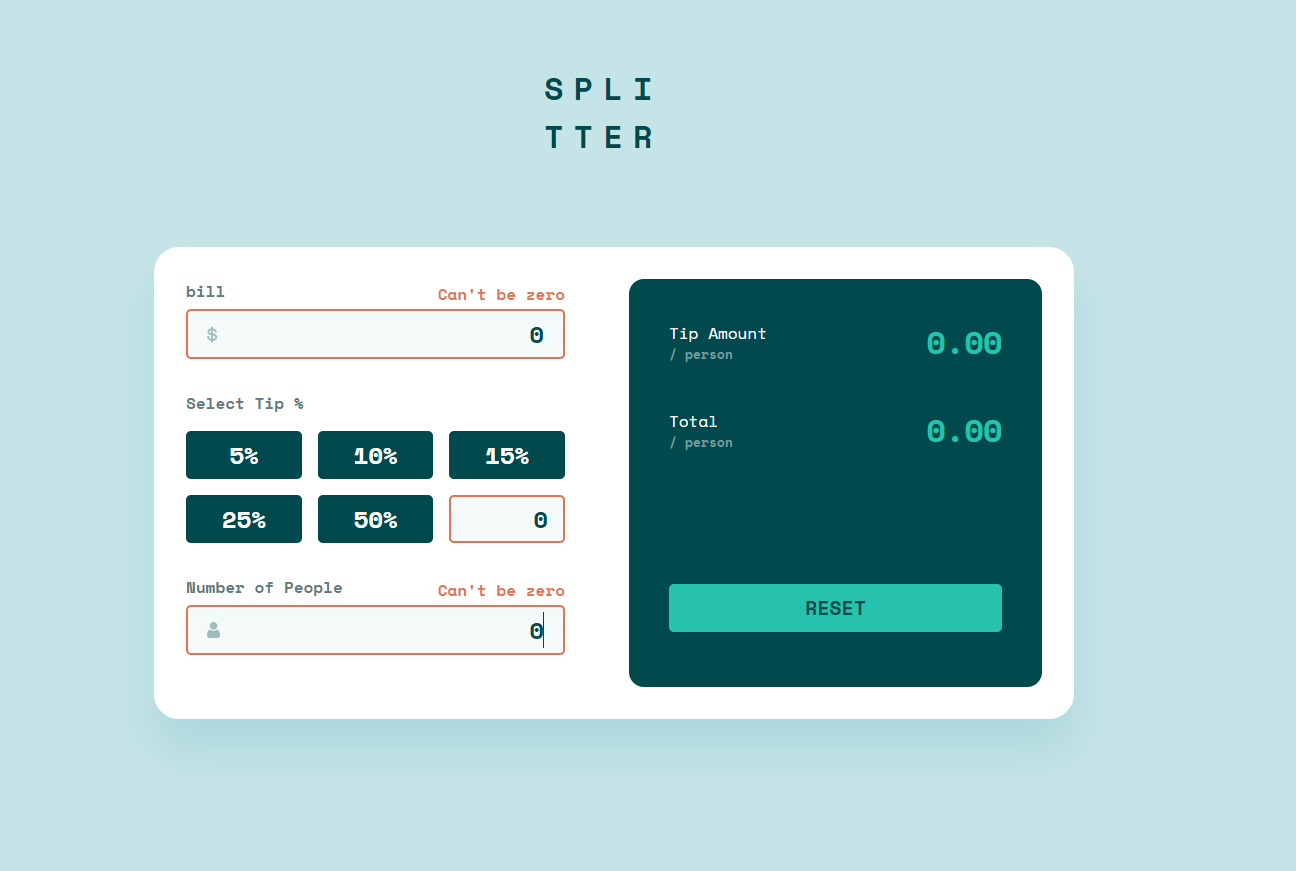 SPLI
TTER
bill
Can't be zero
$ 0
Select Tip %
5% 10% 15%
25% 50% 0
Number of People
Can't be zero
0
Tip Amount
/ person
0.00
Total
/ person
0.00
RESET